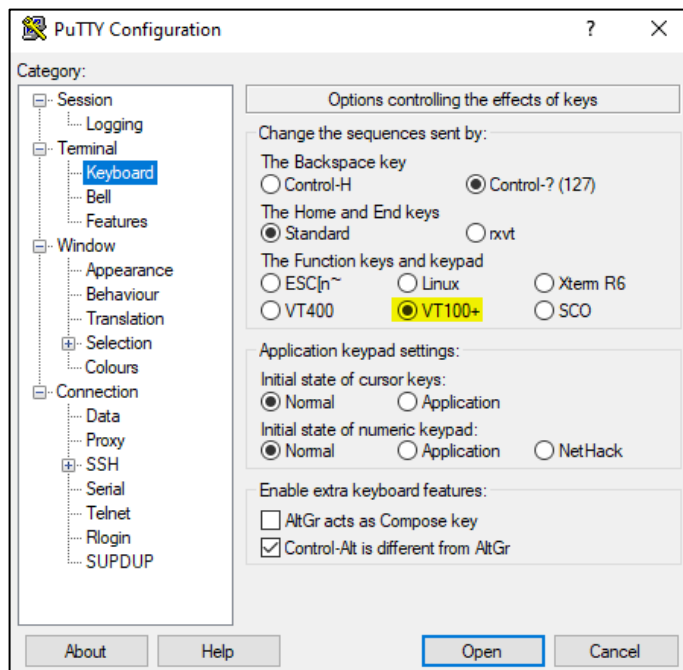 PuTTY Configuration
?
Category:
Session
Logging
Terminal
Keyboard
Bell
Features
Window
Appearance
Behaviour
Translation
Selection
Colours
Connection
Data
Proxy
SSH
Serial
Telnet
Rlogin
SUPDUP
Options controlling the effects of keys
Change the sequences sent by:
The Backspace key
Control-H Control-? (127)
The Home and End keys
Standard rxvt
The Function keys and keypad
ESC[n~ Linux Xterm R6
VT400 VT100+ SCO
Application keypad settings:
Initial state of cursor keys:
Normal Application
Initial state of numeric keypad:
Normal Application NetHack
Enable extra keyboard features:
AltGr acts as Compose key
Control-Alt is different from AltGr
About Help Open Cancel